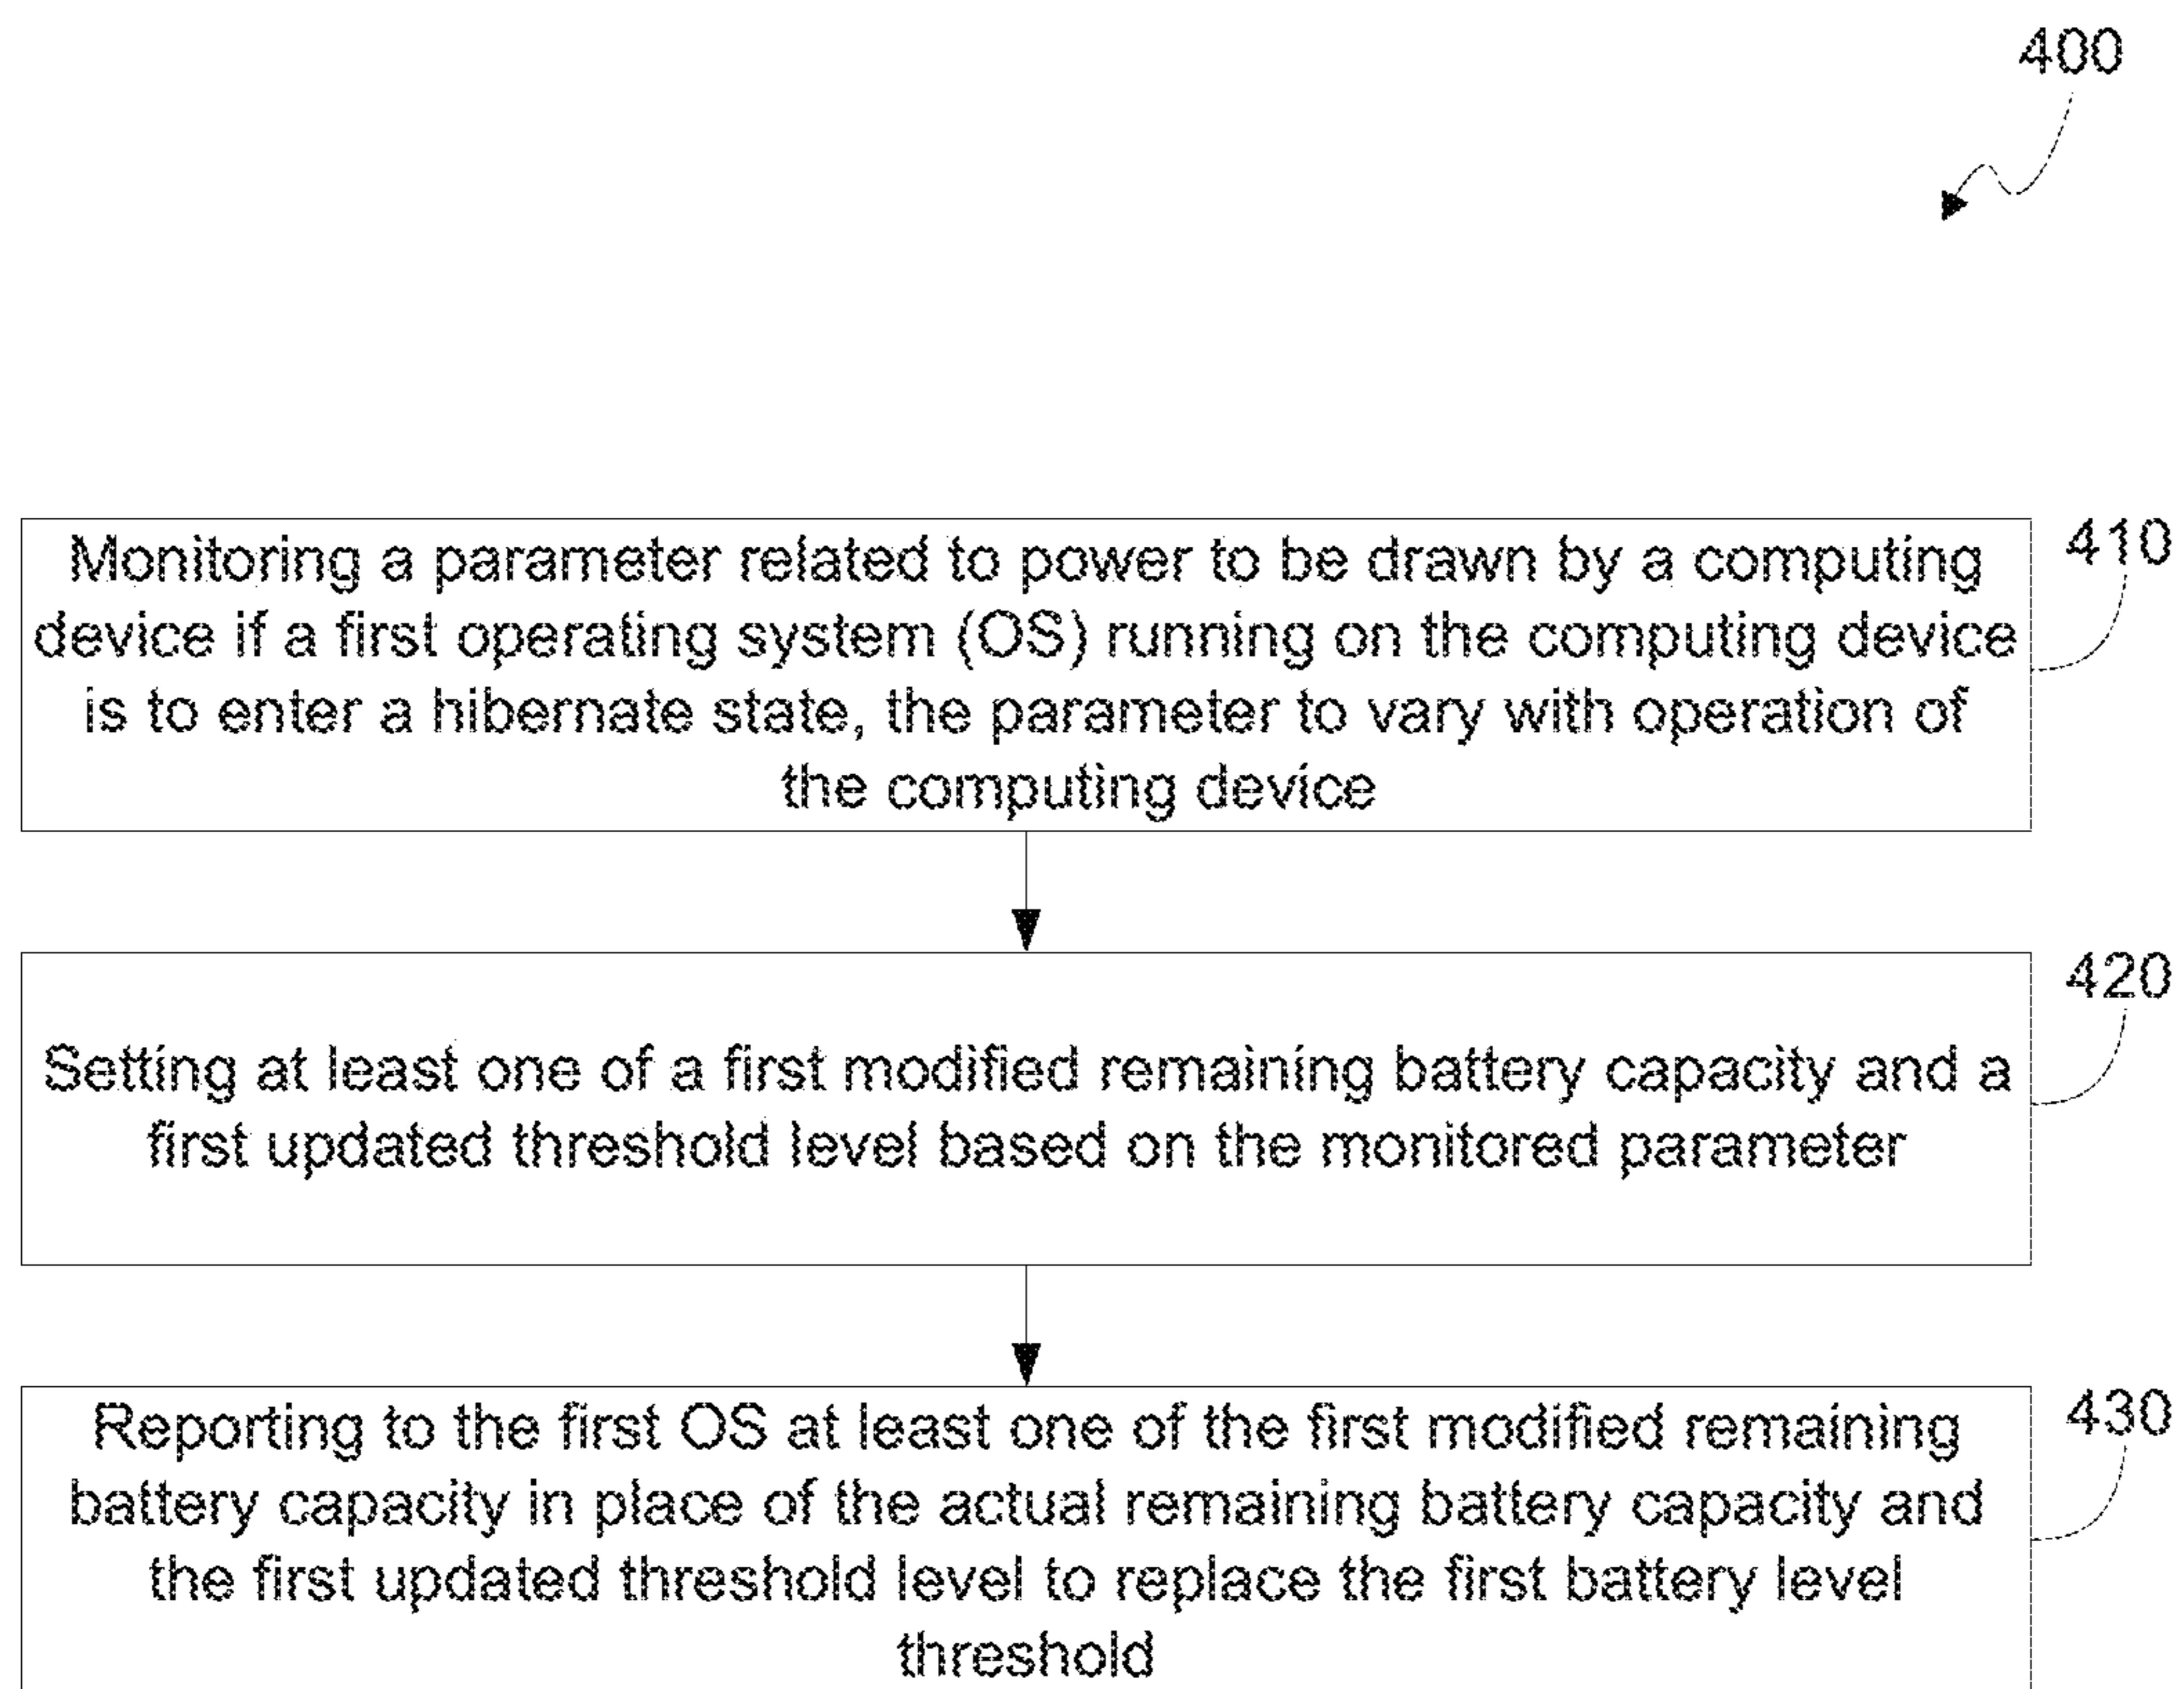 400
Monitoring a parameter related to power to be drawn by a computing
device if a first operating system (OS) running on the computing device
is to enter a hibernate state, the parameter to vary with operation of
the computing device
410
Setting at least one of a first modified remaining battery capacity and a
first updated threshold level based on the monitored parameter
420
Reporting to the first OS at least one of the first modified remaining
battery capacity in place of the actual remaining battery capacity and
the first updated threshold level to replace the first battery level
threshold
430